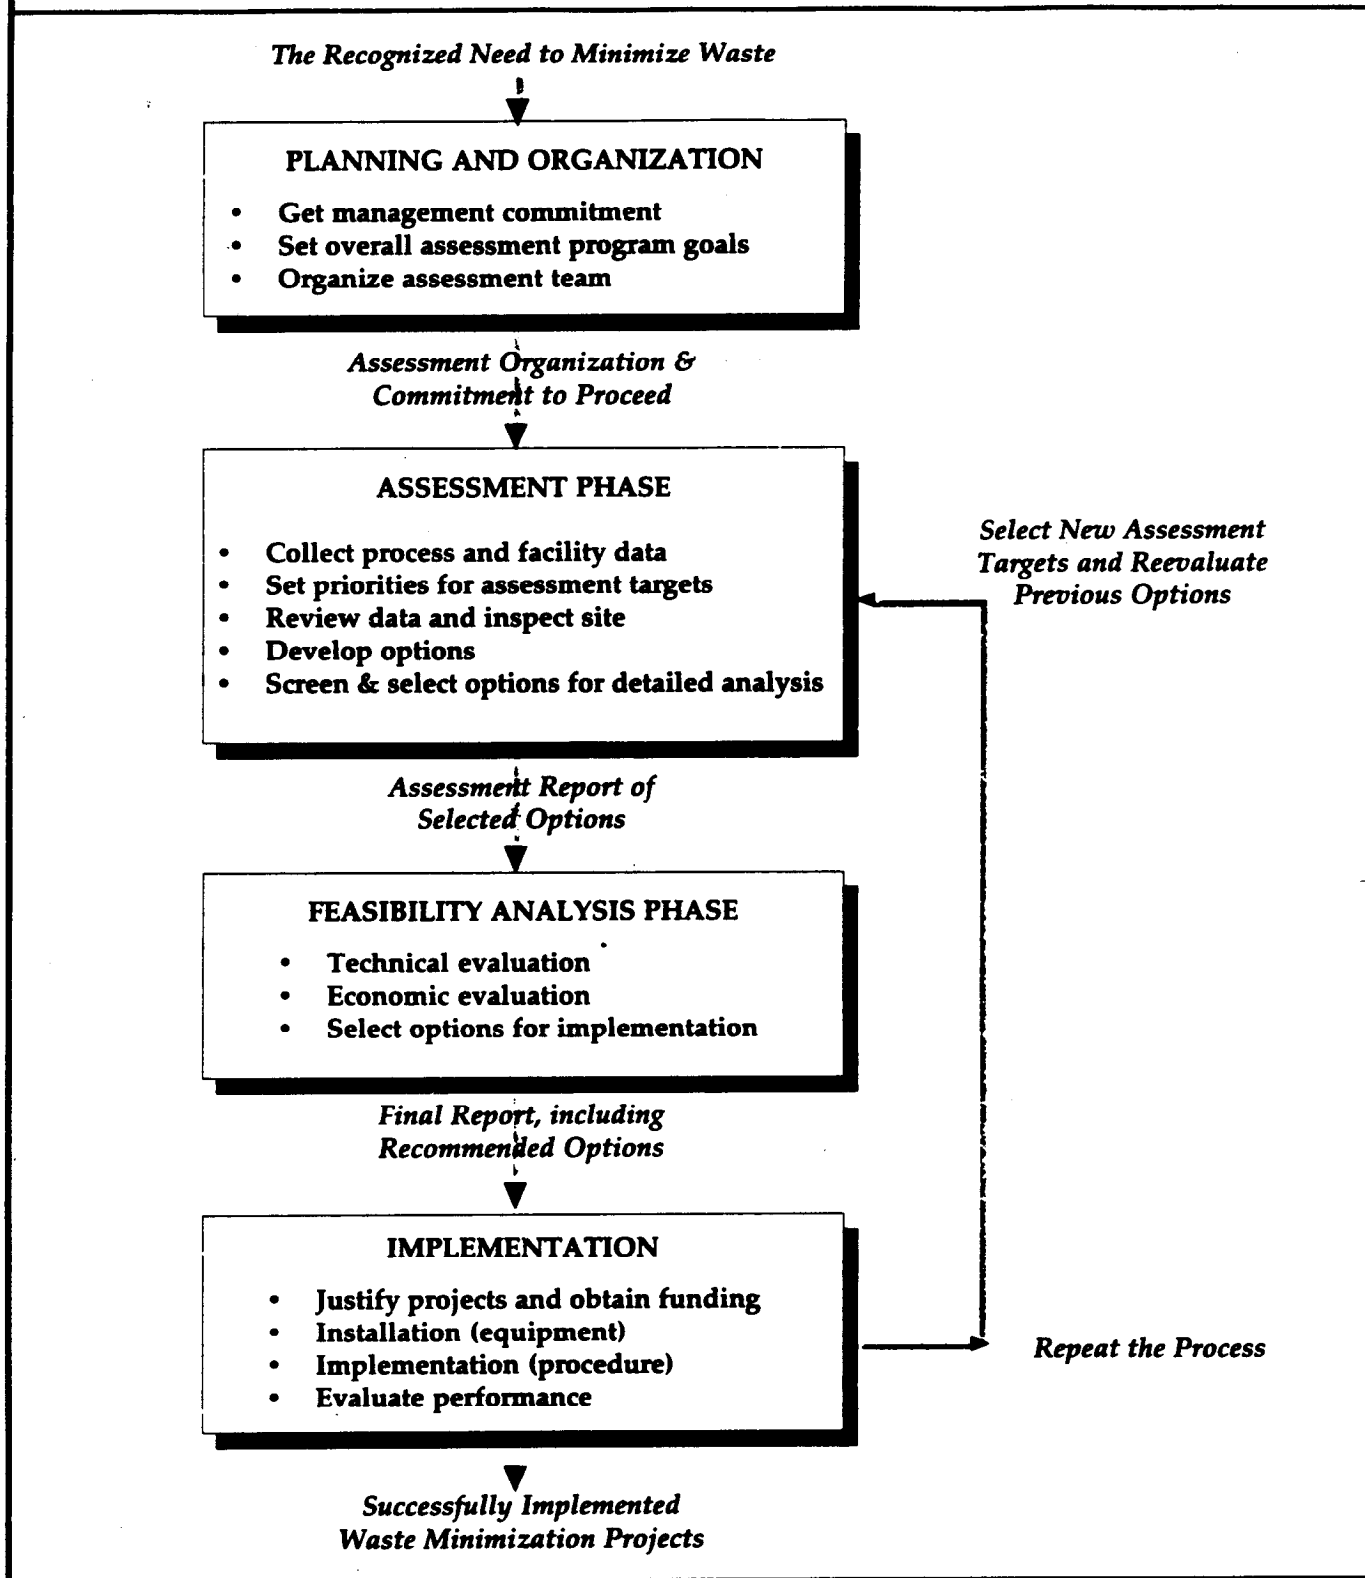 The Recognized Need to Minimize Waste
PLANNING AND ORGANIZATION
• Get management commitment
• Set overall assessment program goals
• Organize assessment team
Assessment Organization &
Commitment to Proceed
ASSESSMENT PHASE
• Collect process and facility data
• Set priorities for assessment targets
• Review data and inspect site
• Develop options
• Screen & select options for detailed analysis
Select New Assessment
Targets and Reevaluate
Previous Options
Assessment Report of
Selected Options
FEASIBILITY ANALYSIS PHASE
• Technical evaluation
• Economic evaluation
• Select options for implementation
Final Report, including
Recommended Options
IMPLEMENTATION
• Justify projects and obtain funding
• Installation (equipment)
• Implementation (procedure)
• Evaluate performance
Repeat the Process
Successfully Implemented
Waste Minimization Projects